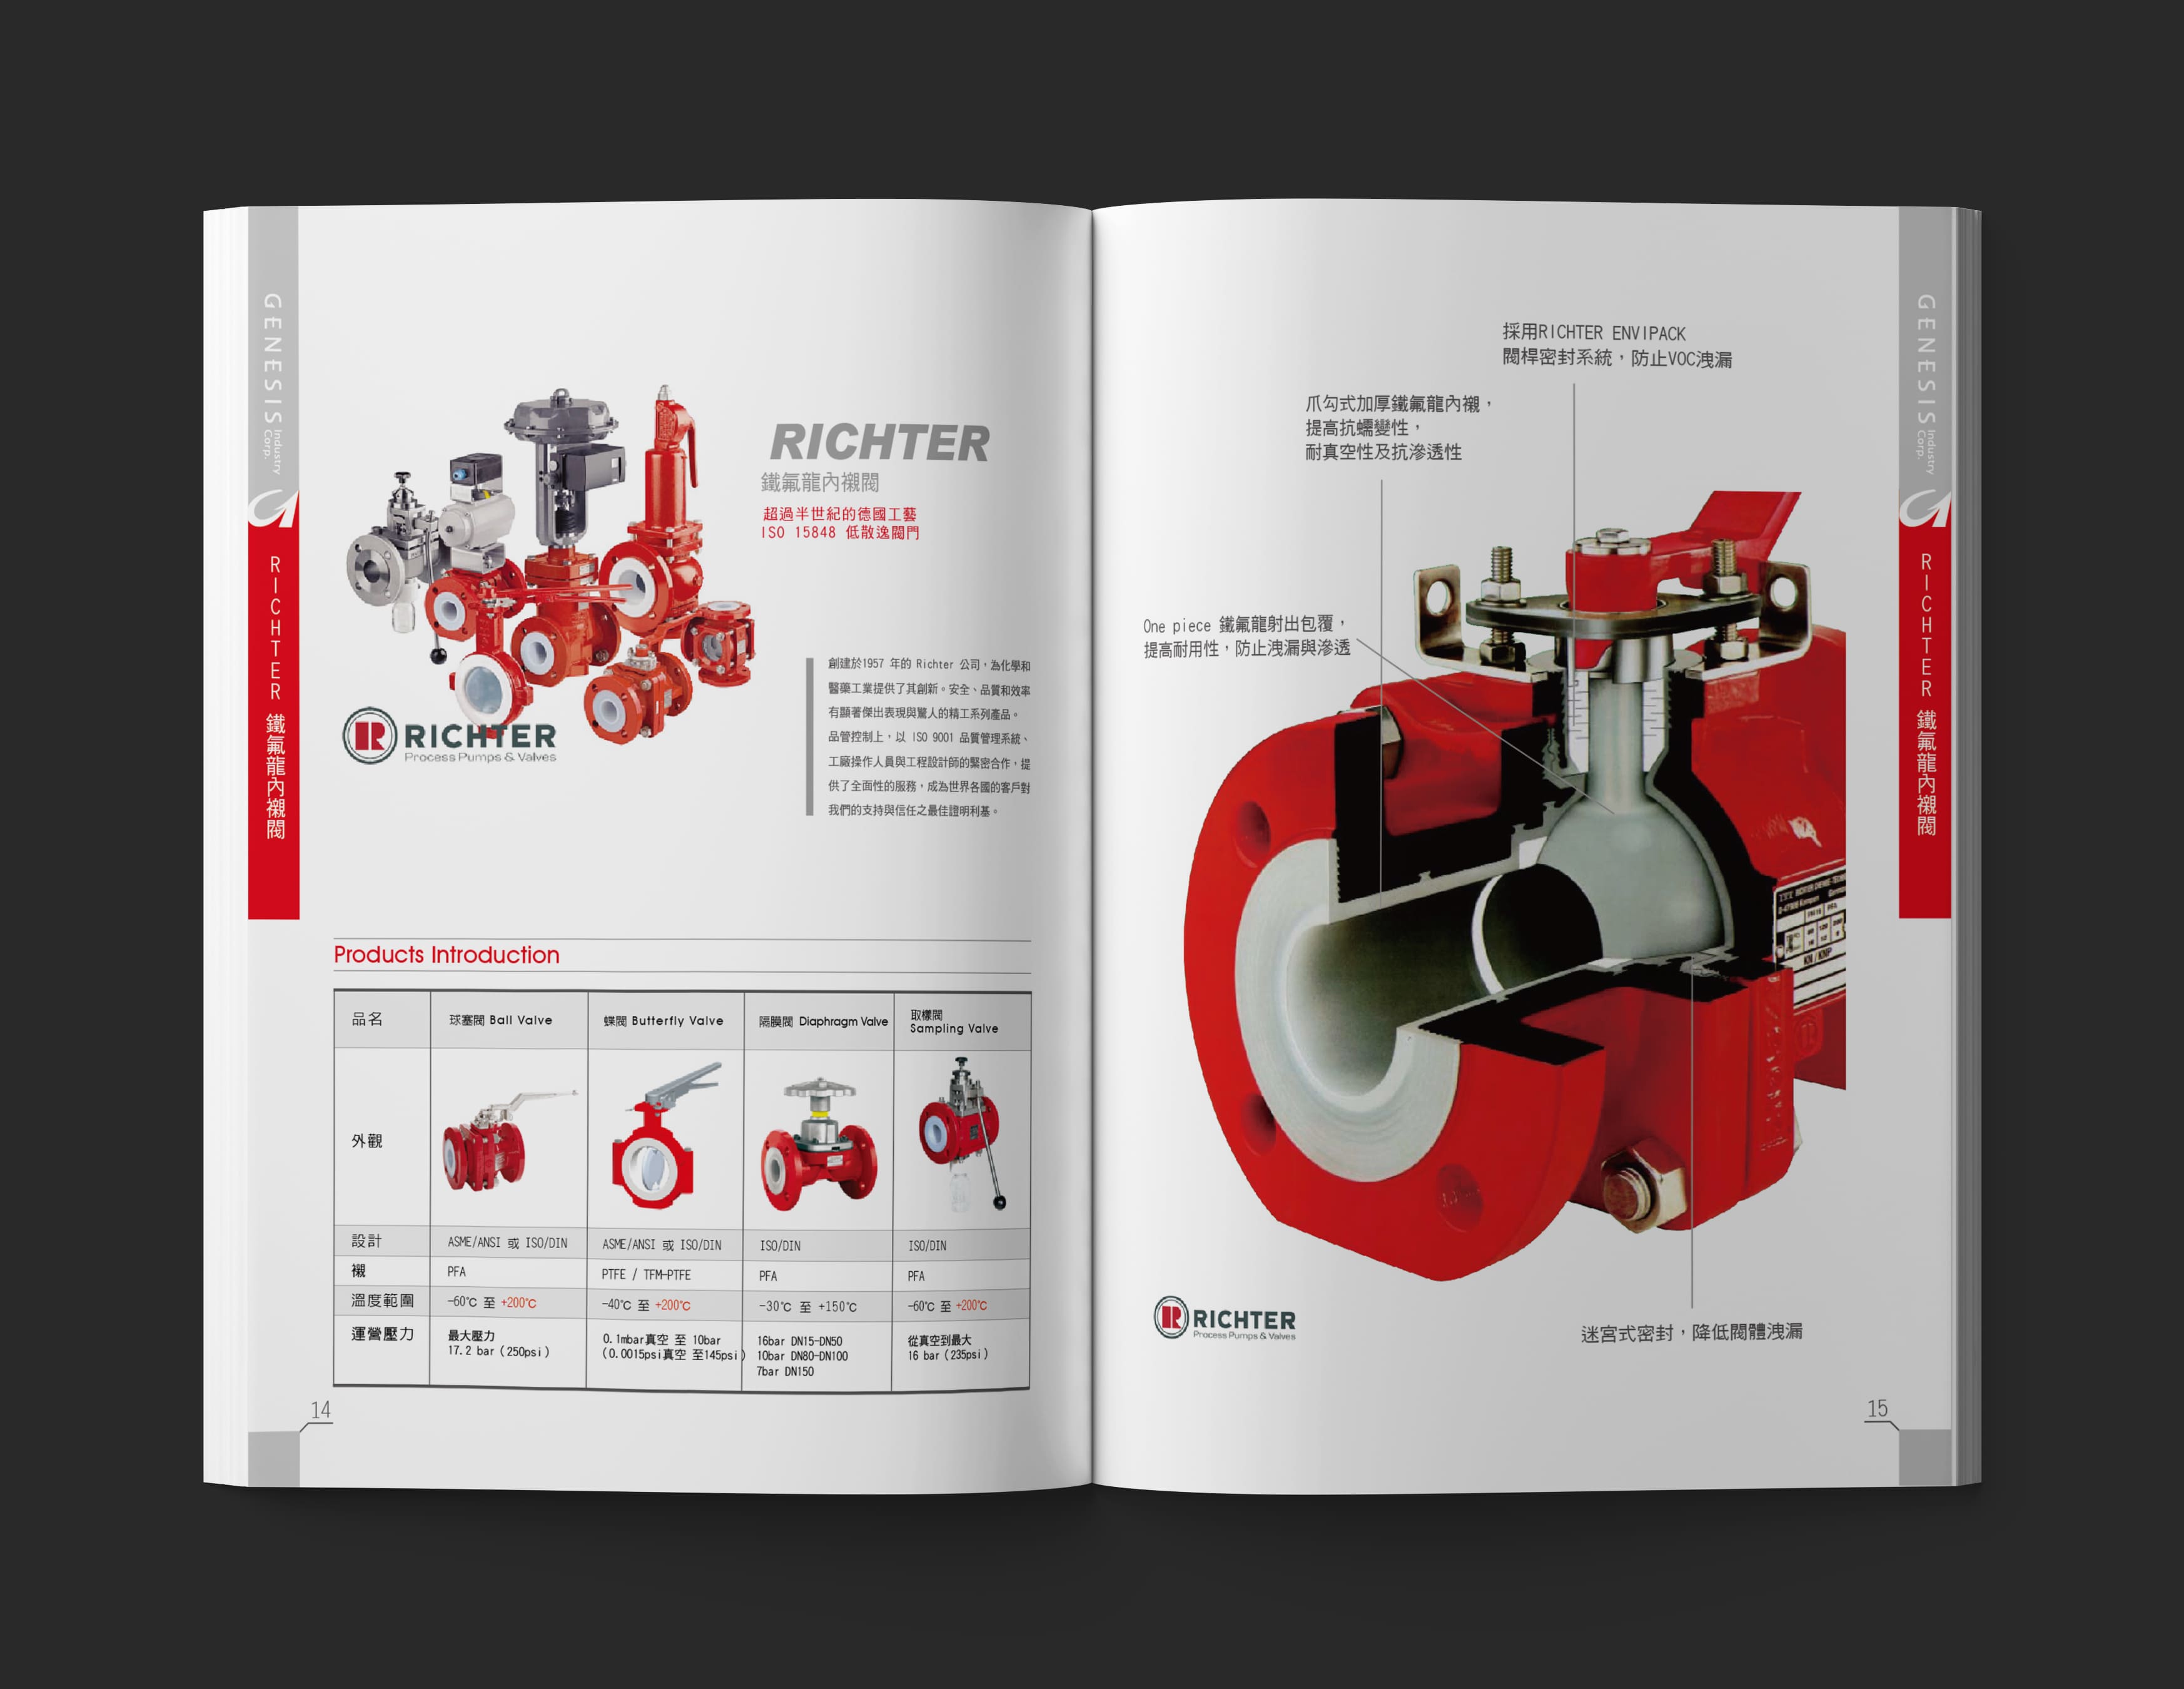 GENESIS Industry Corp.
RICHTER 鐵氟龍內襯閥
RICHTER
鐵氟龍內襯閥
超過半世紀的德國工藝
ISO 15848 低散逸閥門
RICHTER
Process Pumps & Valves
創建於1957 年的 Richter 公司，為化學和
醫藥工業提供了其創新。安全、品質和效率
有顯著傑出表現與驚人的精工系列產品。
品管控制上，以 ISO 9001 品質管理系統、
工廠操作人員與工程設計師的緊密合作，提
供了全面性的服務，成為世界各國的客戶對
我們的支持與信任之最佳證明利基。
Products Introduction
品名 球塞閥 Ball Valve 蝶閥 Butterfly Valve 隔膜閥 Diaphragm Valve 取樣閥
Sampling Valve
外觀
設計 ASME/ANSI 或 ISO/DIN ASME/ANSI 或 ISO/DIN ISO/DIN ISO/DIN
襯 PFA PTFE / TFM-PTFE PFA PFA
溫度範圍 -60℃ 至 +200℃ -40℃ 至 +200℃ -30℃ 至 +150℃ -60℃ 至 +200℃
運營壓力 最大壓力 0.1mbar真空 至 10bar 16bar DN15-DN50 從真空到最大
17.2 bar (250psi) (0.0015psi真空 至145psi) 10bar DN80-DN100 16 bar (235psi)
7bar DN150
14
採用RICHTER ENVIPACK
閥桿密封系統，防止VOC洩漏
爪勾式加厚鐵氟龍內襯，
提高抗蠕變性，
耐真空性及抗滲透性
One piece 鐵氟龍射出包覆，
提高耐用性，防止洩漏與滲透
RICHTER
Process Pumps & Valves
迷宮式密封，降低閥體洩漏
GENESIS Industry Corp.
RICHTER 鐵氟龍內襯閥
15